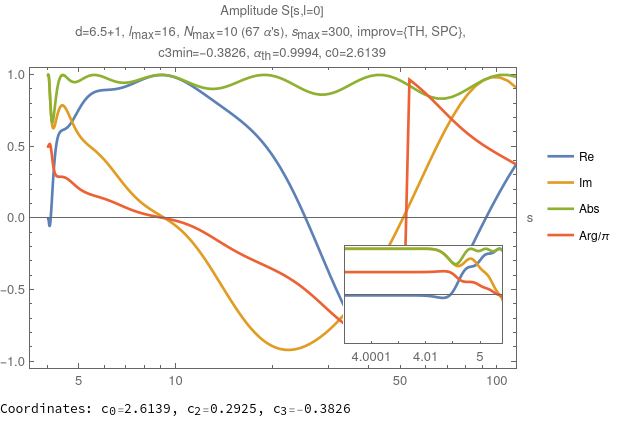 Amplitude S[s,l=0]
d=6.5+1, lmax=16, Nmax=10 (67 α's), smax=300, improv={TH, SPC},
c3min=−0.3826, αth=0.9994, c0=2.6139
1.0
0.5
0.0
−0.5
−1.0
s
5
10
50
100
Re
Im
Abs
Arg/π
4.0001
4.01
5
Coordinates: c0=2.6139, c2=0.2925, c3=-0.3826